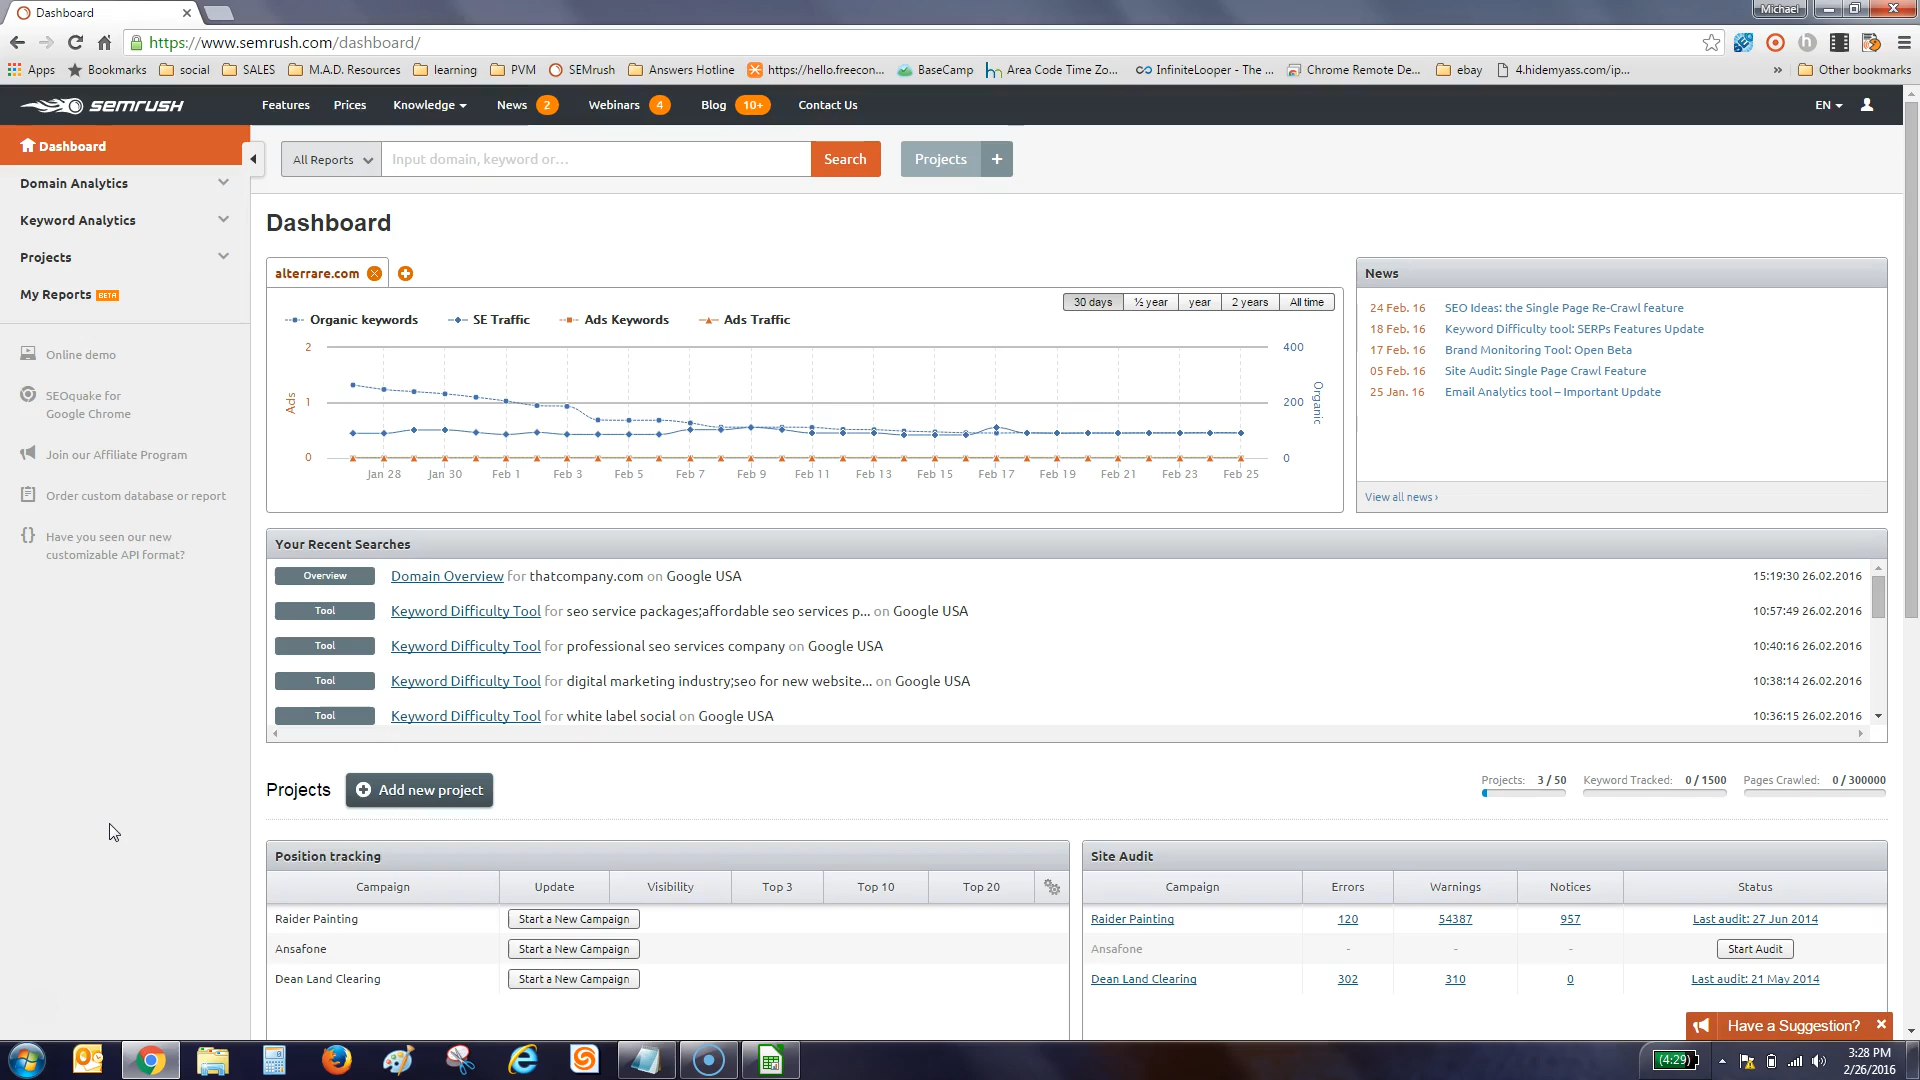 Dashboard
Michael
https://www.semrush.com/dashboard/
Apps Bookmarks social SALES M.A.D. Resources learning PVM SEMrush Answers Hotline https://hello.freecon... BaseCamp Area Code Time Zo... InfiniteLooper - The ... Chrome Remote De... ebay 4.hidemyass.com/ip... » Other bookmarks
SEMRUSH Features Prices Knowledge News 2 Webinars 4 Blog 10+ Contact Us EN
Dashboard
Domain Analytics
Keyword Analytics
Projects
My Reports BETA
Online demo
SEOquake for
Google Chrome
Join our Affiliate Program
Order custom database or report
{} Have you seen our new
customizable API format?
All Reports Input domain, keyword or... Search Projects +
Dashboard
alterrare.com
30 days ½ year year 2 years All time
Organic keywords SE Traffic Ads Keywords Ads Traffic
2 400
Ads 1 200 Organic
0 0
Jan 28 Jan 30 Feb 1 Feb 3 Feb 5 Feb 7 Feb 9 Feb 11 Feb 13 Feb 15 Feb 17 Feb 19 Feb 21 Feb 23 Feb 25
News
24 Feb. 16 SEO Ideas: the Single Page Re-Crawl feature
18 Feb. 16 Keyword Difficulty tool: SERPs Features Update
17 Feb. 16 Brand Monitoring Tool: Open Beta
05 Feb. 16 Site Audit: Single Page Crawl Feature
25 Jan. 16 Email Analytics tool – Important Update
View all news ›
Your Recent Searches
Overview Domain Overview for thatcompany.com on Google USA 15:19:30 26.02.2016
Tool Keyword Difficulty Tool for seo service packages;affordable seo services p... on Google USA 10:57:49 26.02.2016
Tool Keyword Difficulty Tool for professional seo services company on Google USA 10:40:16 26.02.2016
Tool Keyword Difficulty Tool for digital marketing industry;seo for new website... on Google USA 10:38:14 26.02.2016
Tool Keyword Difficulty Tool for white label social on Google USA 10:36:15 26.02.2016
Projects Add new project Projects: 3 / 50 Keyword Tracked: 0 / 1500 Pages Crawled: 0 / 300000
Position tracking
Campaign Update Visibility Top 3 Top 10 Top 20
Raider Painting Start a New Campaign
Ansafone Start a New Campaign
Dean Land Clearing Start a New Campaign
Site Audit
Campaign Errors Warnings Notices Status
Raider Painting 120 54387 957 Last audit: 27 Jun 2014
Ansafone - - - Start Audit
Dean Land Clearing 302 310 0 Last audit: 21 May 2014
Have a Suggestion?
(4:29) 3:28 PM
2/26/2016